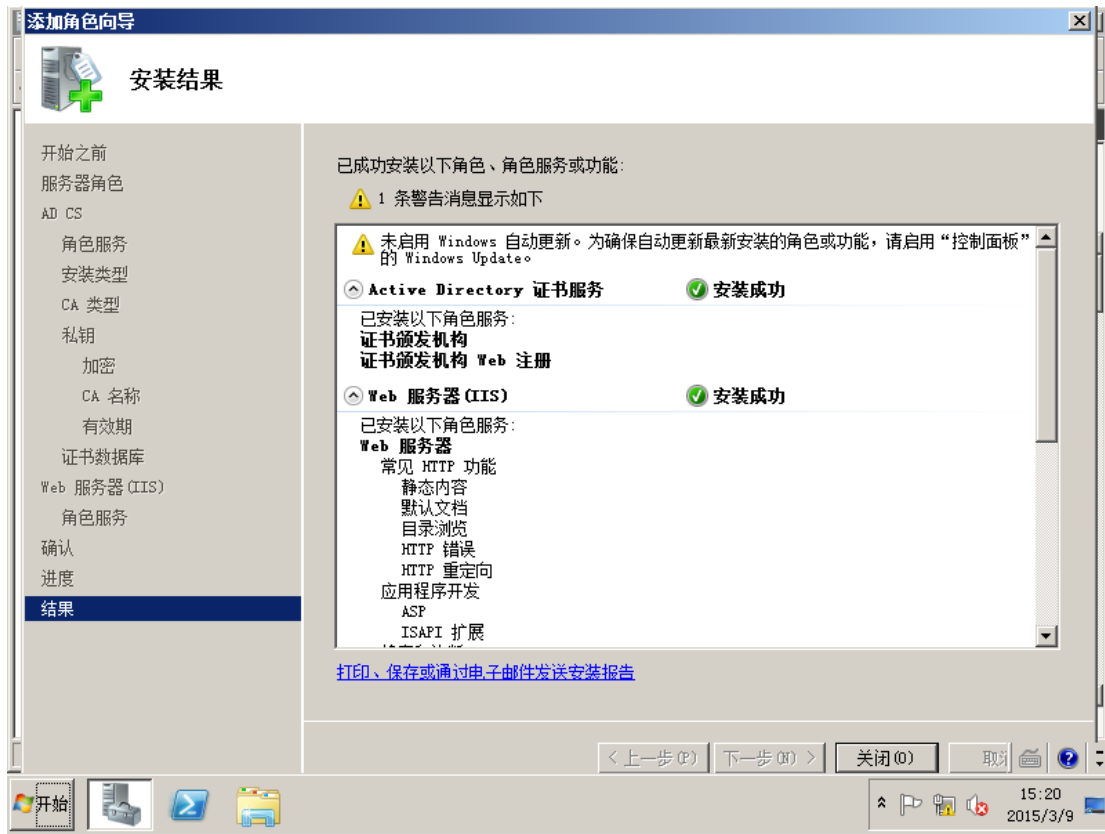 添加角色向导
安装结果
开始之前
服务器角色
AD CS
角色服务
安装类型
CA 类型
私钥
加密
CA 名称
有效期
证书数据库
Web 服务器(IIS)
角色服务
确认
进度
结果
已成功安装以下角色、角色服务或功能:
1 条警告消息显示如下
未启用 Windows 自动更新。为确保自动更新最新安装的角色或功能，请启用“控制面板”
的 Windows Update。
Active Directory 证书服务 安装成功
已安装以下角色服务:
证书颁发机构
证书颁发机构 Web 注册
Web 服务器(IIS) 安装成功
已安装以下角色服务:
Web 服务器
常见 HTTP 功能
静态内容
默认文档
目录浏览
HTTP 错误
HTTP 重定向
应用程序开发
ASP
ISAPI 扩展
打印、保存或通过电子邮件发送安装报告
< 上一步(P) 下一步(N) > 关闭(O) 取
开始
15:20
2015/3/9